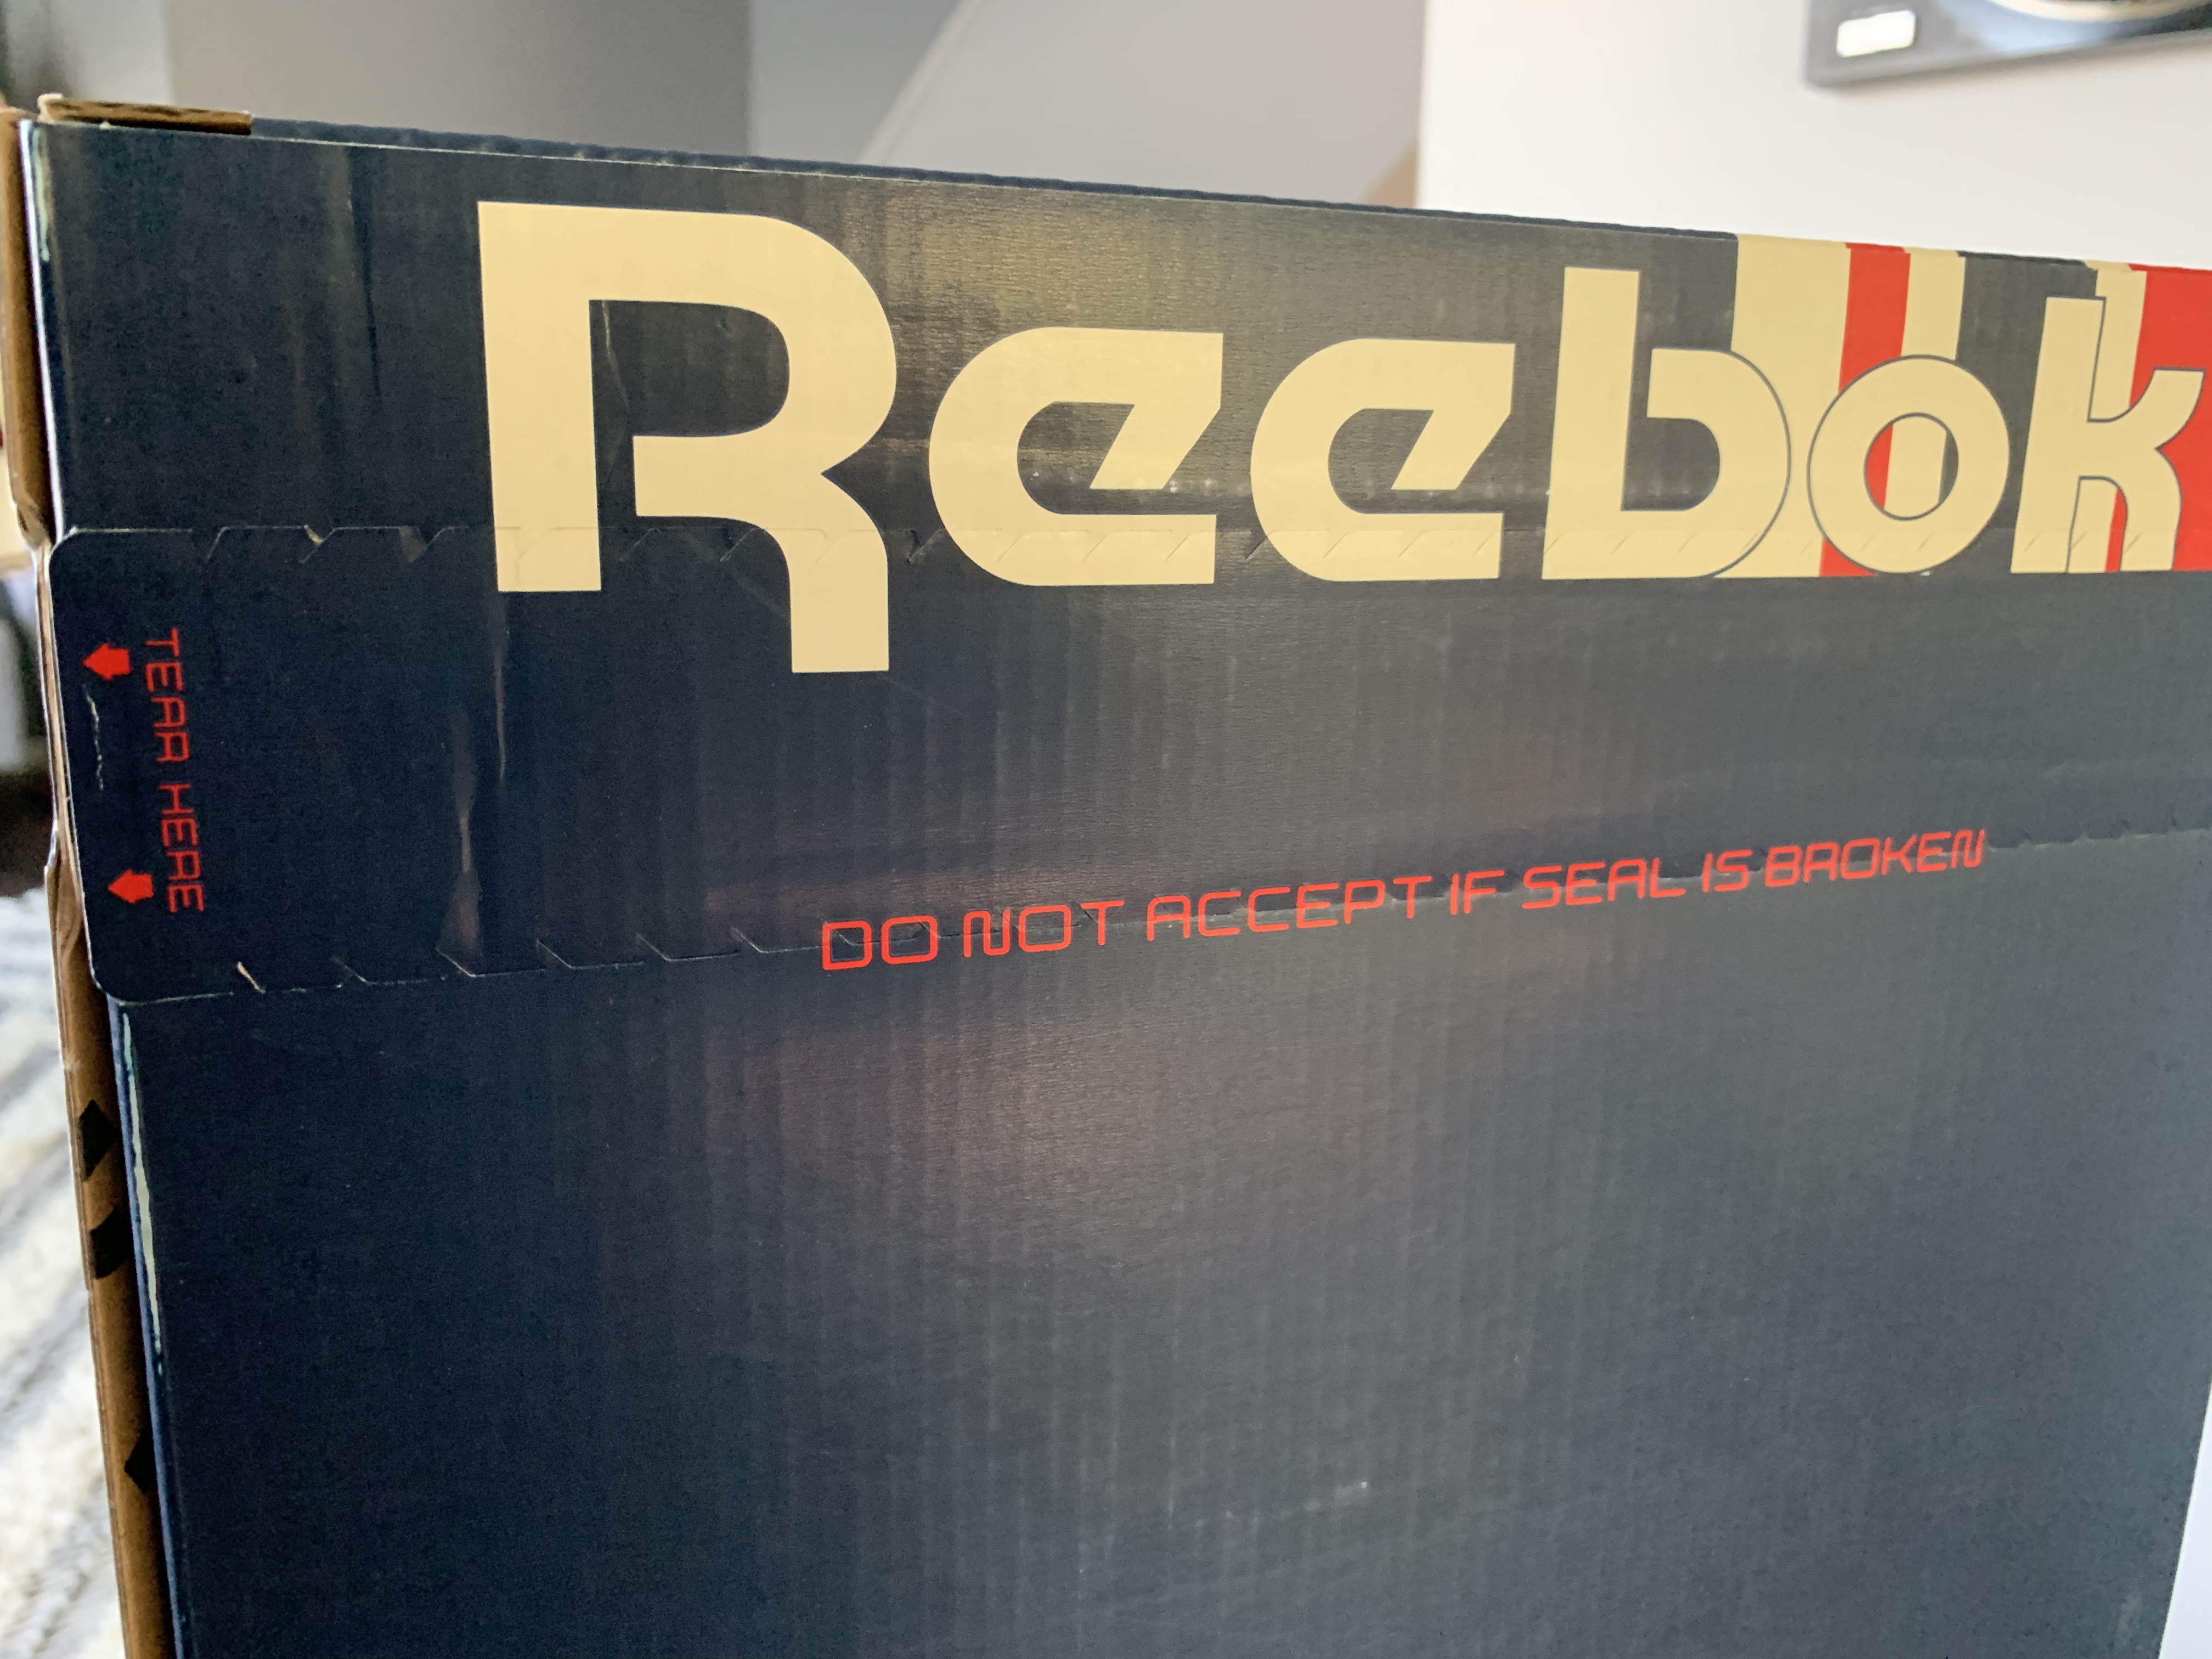 Reebok
TEAR HERE
DO NOT ACCEPT IF SEAL IS BROKEN